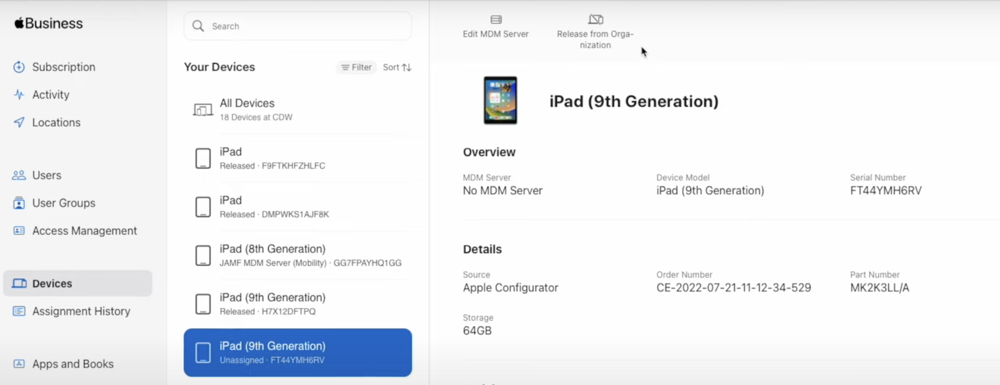 Business
Subscription
Activity
Locations
Users
User Groups
Access Management
Devices
Assignment History
Apps and Books
Search
Your Devices
Filter
Sort
All Devices
18 Devices at CDW
iPad
Released · F9FTKHFZHLFC
iPad
Released · DMPWKS1AJF8K
iPad (8th Generation)
JAMF MDM Server (Mobility) · GG7FPAYHQ1GG
iPad (9th Generation)
Released · H7X12DFTPQ
iPad (9th Generation)
Unassigned · FT44YMH6RV
Edit MDM Server
Release from Orga-
nization
iPad (9th Generation)
Overview
MDM Server
No MDM Server
Device Model
iPad (9th Generation)
Serial Number
FT44YMH6RV
Details
Source
Apple Configurator
Order Number
CE-2022-07-21-11-12-34-529
Part Number
MK2K3LL/A
Storage
64GB